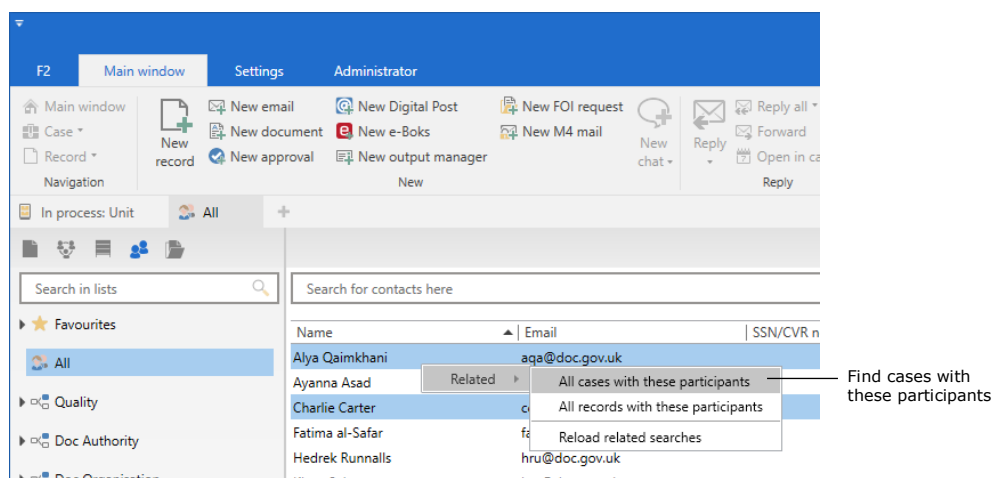 F2 Main window Settings Administrator
Main window New email New Digital Post New FOI request Reply all
Case New document New e-Boks New M4 mail Forward
Record New record New approval New output manager New chat Reply Open in ca
Navigation New Reply
In process: Unit All +
Search in lists Search for contacts here
Favourites
Name Email SSN/CVR n
All
Alya Qaimkhani aqa@doc.gov.uk
Ayanna Asad Related All cases with these participants
Find cases with
these participants
Quality
Charlie Carter All records with these participants
Doc Authority
Fatima al-Safar fa Reload related searches
Hedrek Runnalls hru@doc.gov.uk